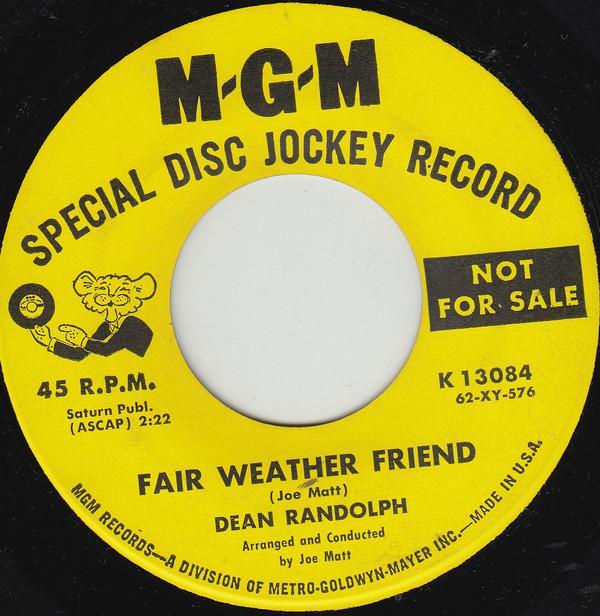 M-G-M
SPECIAL DISC JOCKEY RECORD
NOT
FOR SALE
45 R.P.M.
Saturn Publ.
(ASCAP) 2:22
K 13084
62-XY-576
FAIR WEATHER FRIEND
(Joe Matt)
DEAN RANDOLPH
Arranged and Conducted
by Joe Matt
MGM RECORDS—A DIVISION OF METRO-GOLDWYN-MAYER INC.—MADE IN U.S.A.